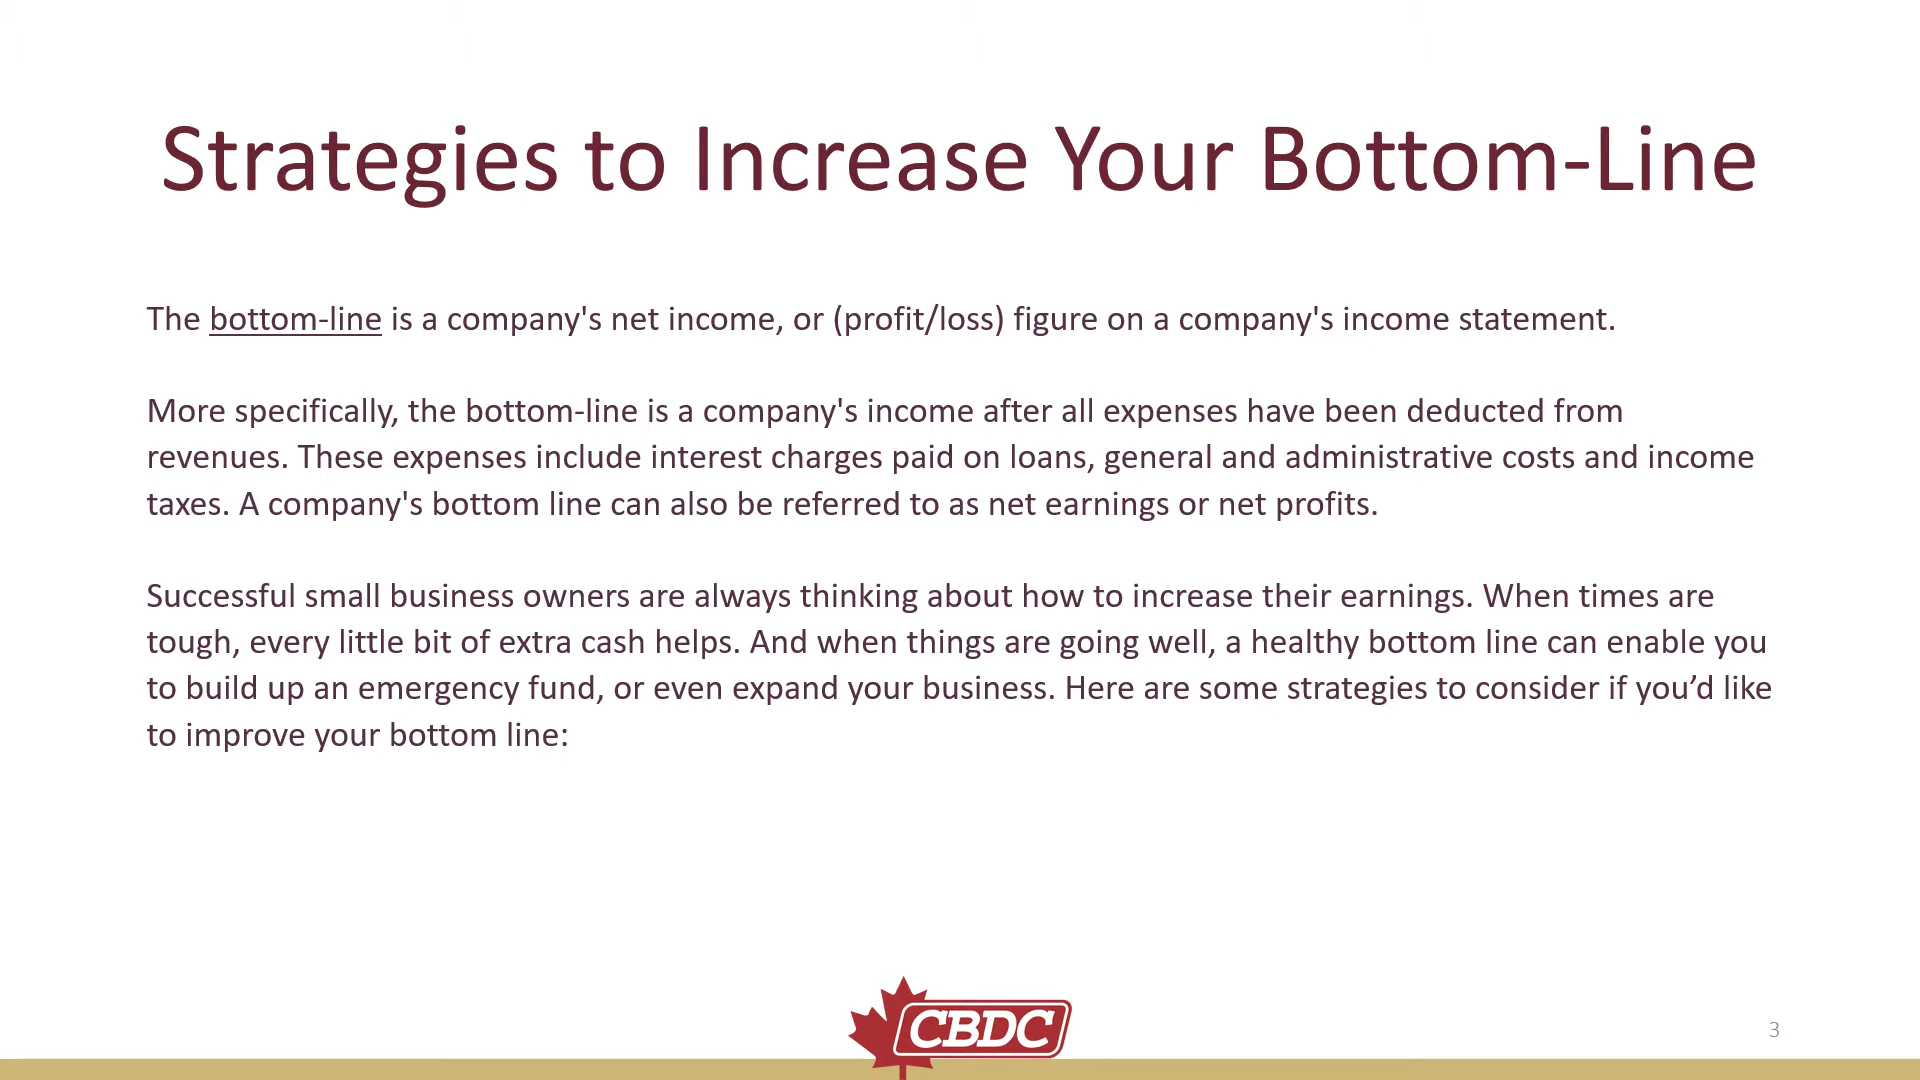 Strategies to Increase Your Bottom-Line
The bottom-line is a company's net income, or (profit/loss) figure on a company's income statement.
More specifically, the bottom-line is a company's income after all expenses have been deducted from
revenues. These expenses include interest charges paid on loans, general and administrative costs and income
taxes. A company's bottom line can also be referred to as net earnings or net profits.
Successful small business owners are always thinking about how to increase their earnings. When times are
tough, every little bit of extra cash helps. And when things are going well, a healthy bottom line can enable you
to build up an emergency fund, or even expand your business. Here are some strategies to consider if you’d like
to improve your bottom line:
CBDC
3